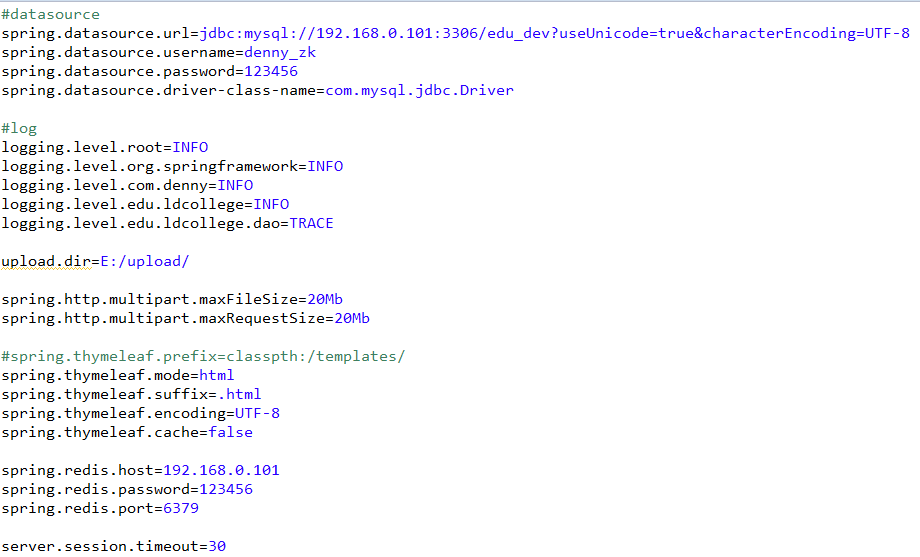 #datasource
spring.datasource.url=jdbc:mysql://192.168.0.101:3306/edu_dev?useUnicode=true&characterEncoding=UTF-8
spring.datasource.username=denny_zk
spring.datasource.password=123456
spring.datasource.driver-class-name=com.mysql.jdbc.Driver
#log
logging.level.root=INFO
logging.level.org.springframework=INFO
logging.level.com.denny=INFO
logging.level.edu.ldcollege=INFO
logging.level.edu.ldcollege.dao=TRACE
upload.dir=E:/upload/
spring.http.multipart.maxFileSize=20Mb
spring.http.multipart.maxRequestSize=20Mb
#spring.thymeleaf.prefix=classpth:/templates/
spring.thymeleaf.mode=html
spring.thymeleaf.suffix=.html
spring.thymeleaf.encoding=UTF-8
spring.thymeleaf.cache=false
spring.redis.host=192.168.0.101
spring.redis.password=123456
spring.redis.port=6379
server.session.timeout=30